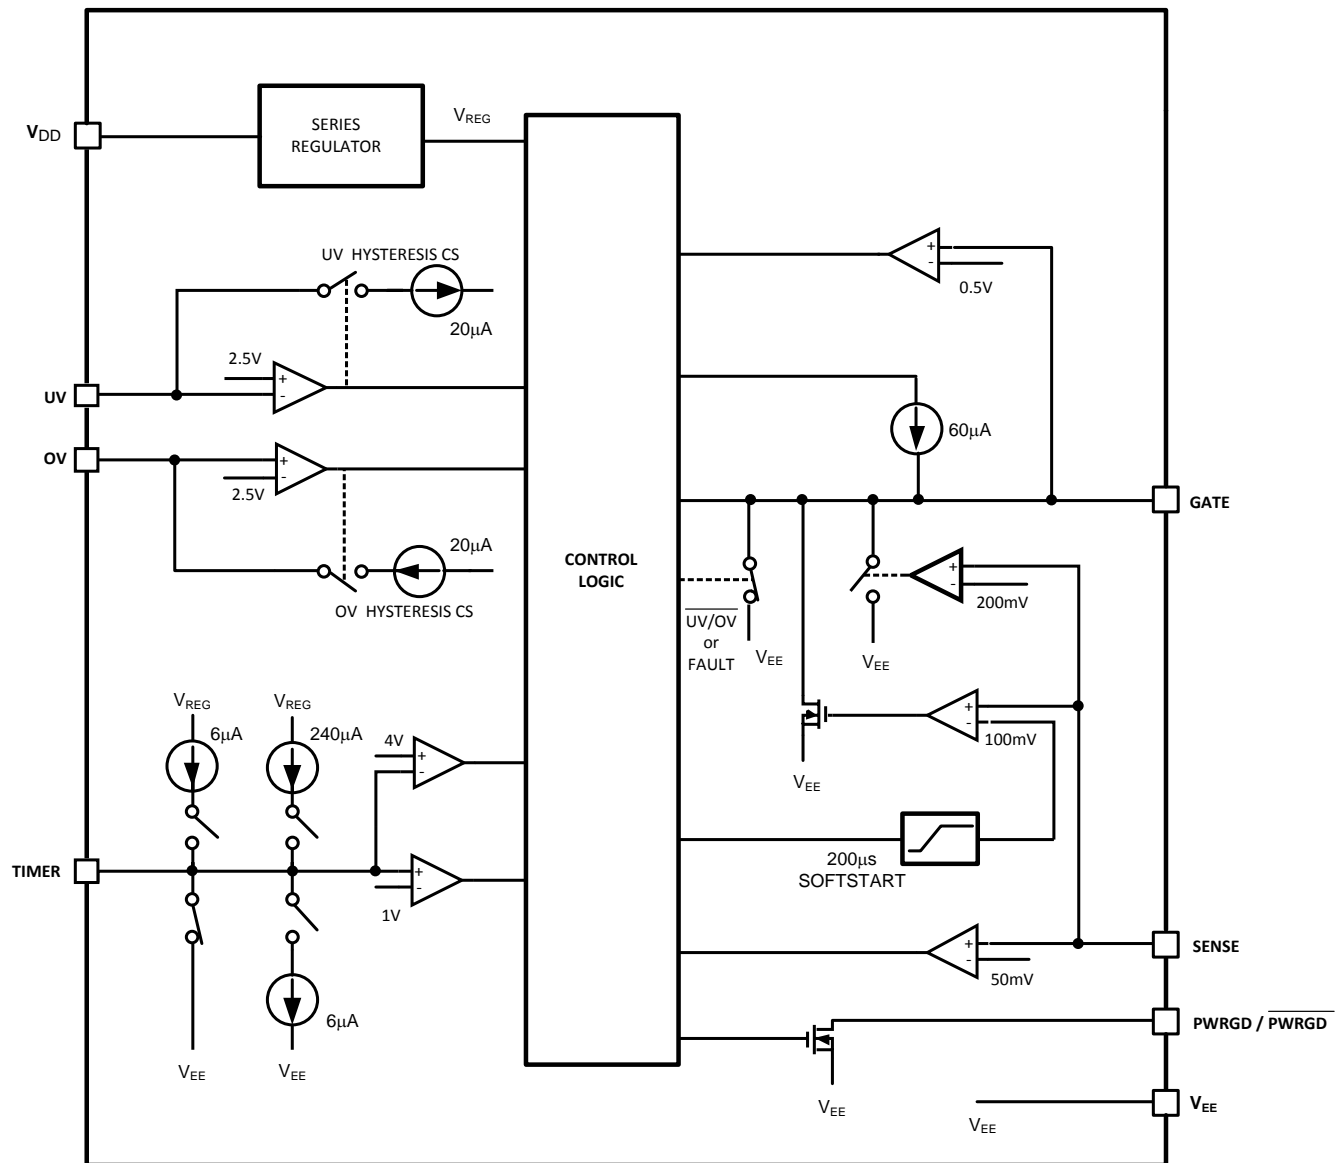 SERIES
REGULATOR
VREG
VDD
UV HYSTERESIS CS
20µA
2.5V
+
-
UV
OV
+
-
2.5V
20µA
OV HYSTERESIS CS
CONTROL
LOGIC
+
-
0.5V
60µA
GATE
+
-
200mV
UV/OV
or
FAULT
VEE
VEE
+
-
100mV
VEE
200µs
SOFTSTART
VREG
6µA
VREG
240µA
4V
+
-
TIMER
+
-
1V
6µA
VEE
VEE
+
-
50mV
SENSE
PWRGD / PWRGD
VEE
VEE
VEE